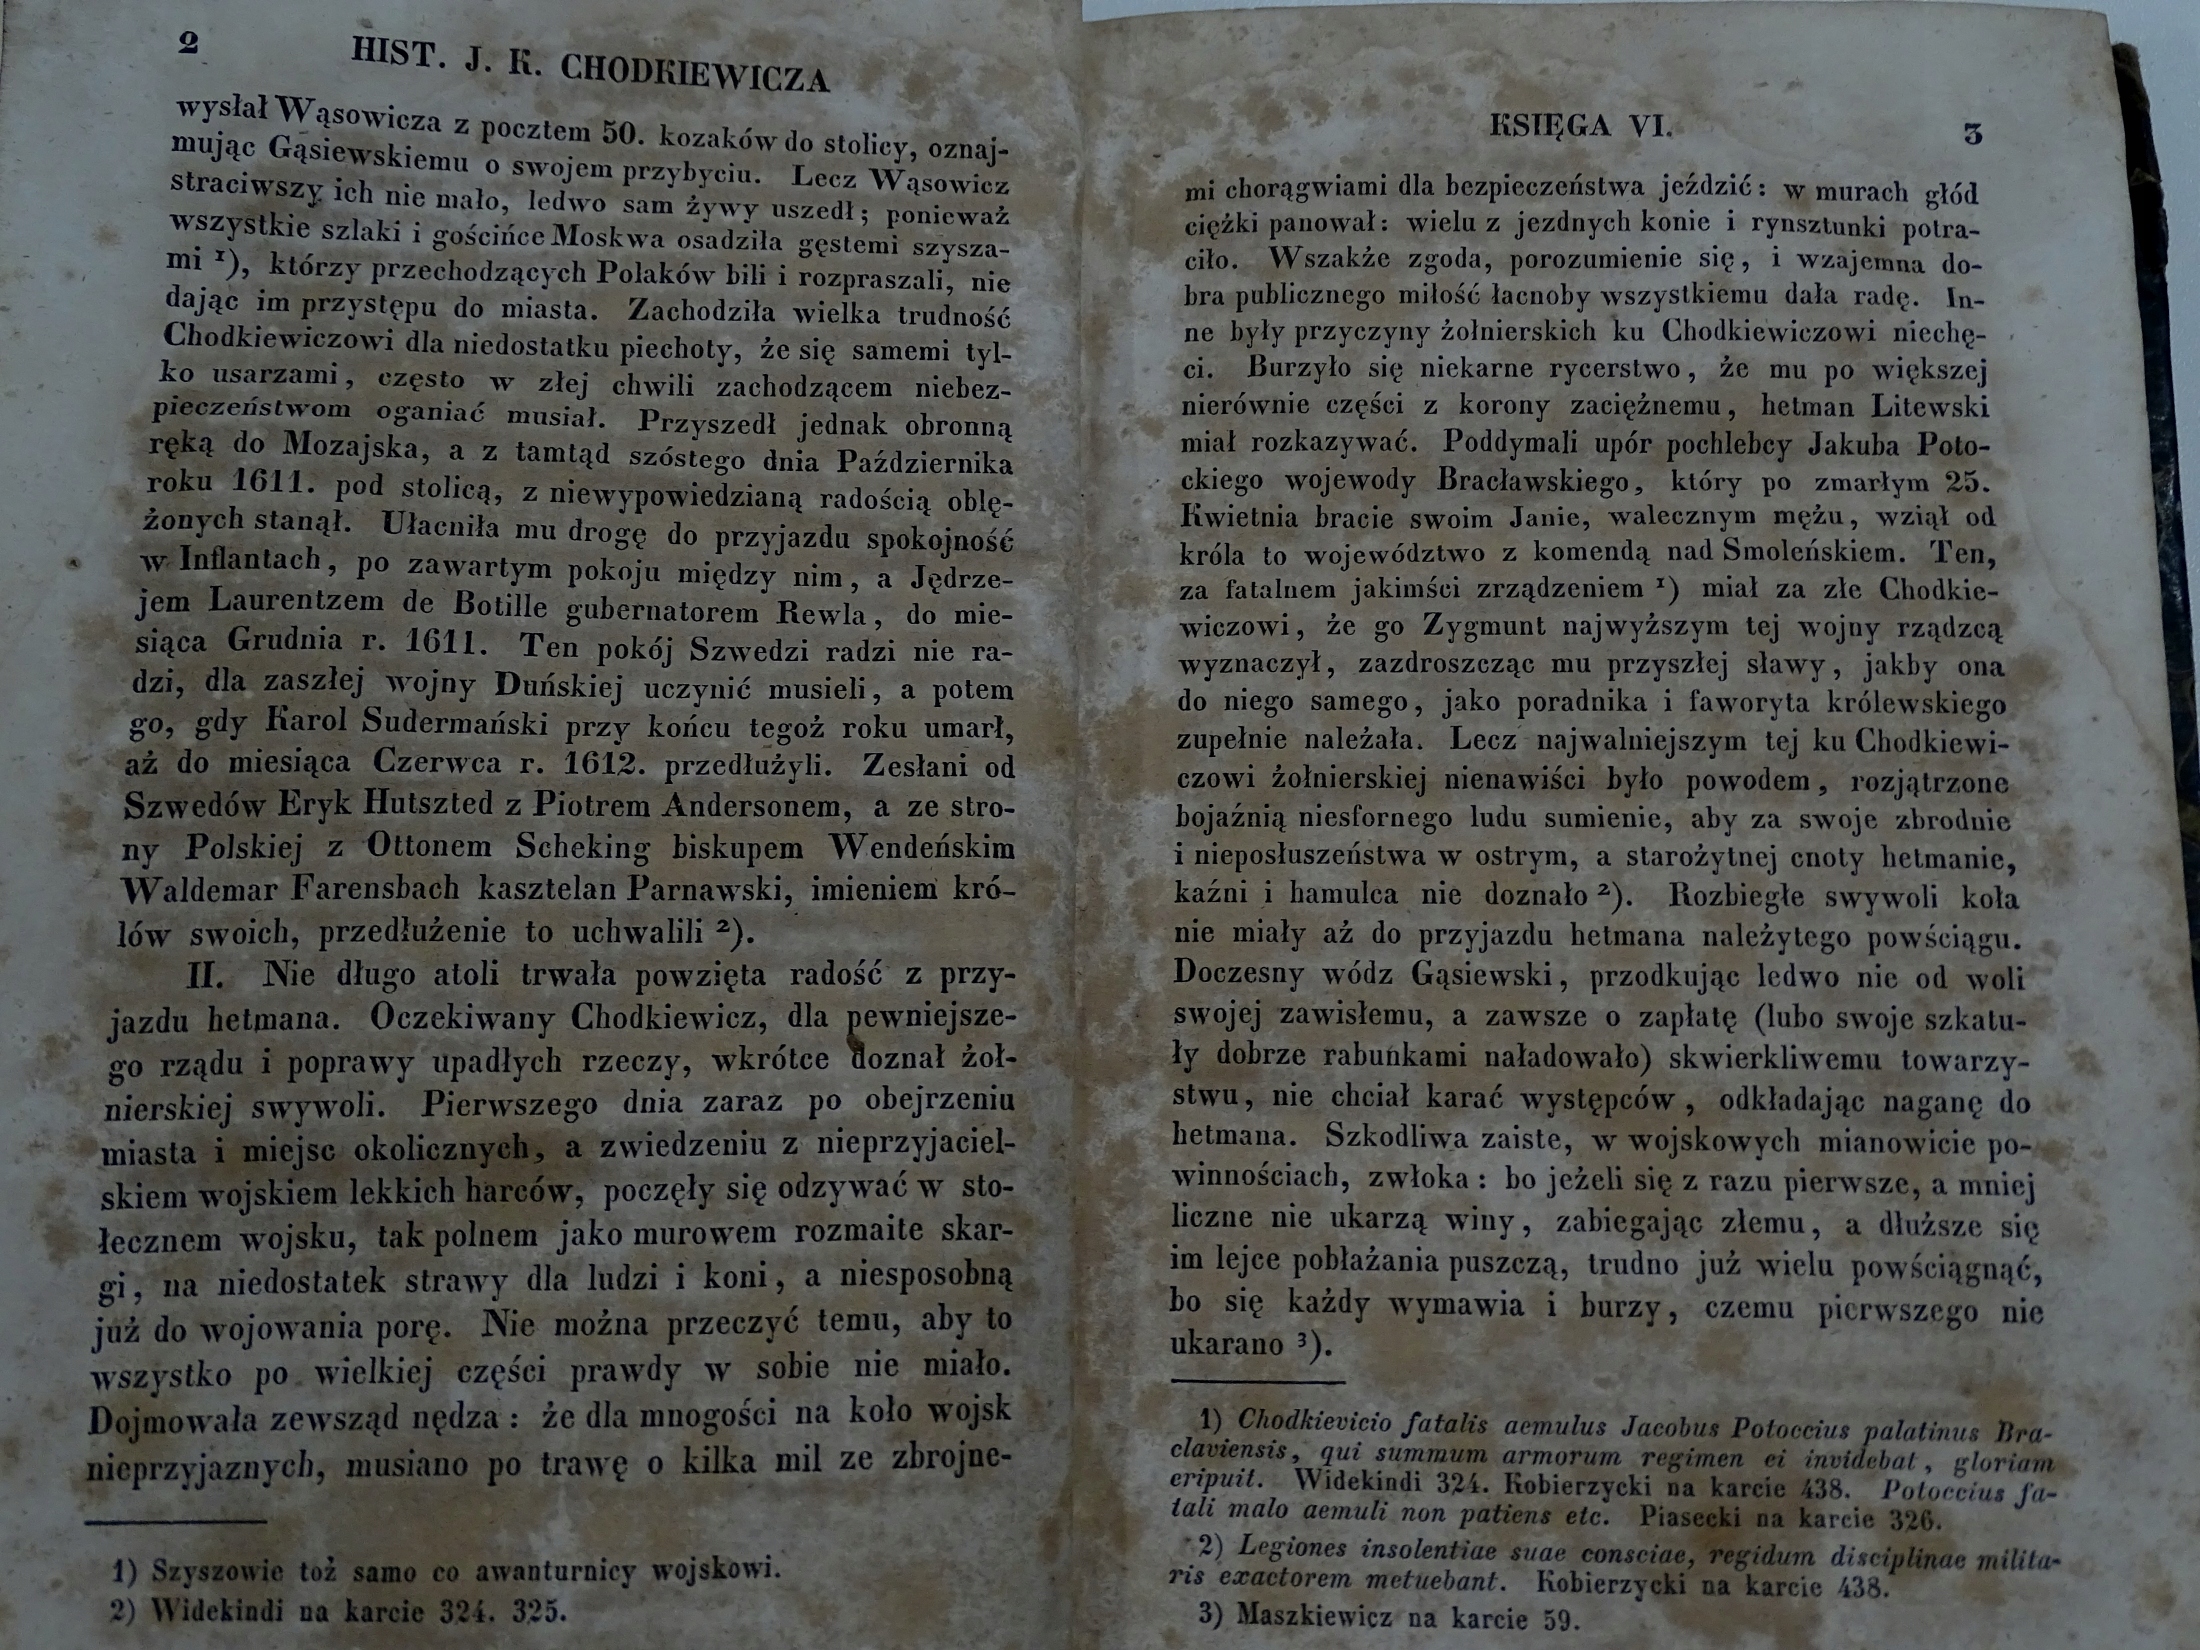 2 HIST. J. K. CHODKIEWICZA
wysłał Wąsowicza z pocztem 50. kozaków do stolicy, oznaj-
mując Gąsiewskiemu o swojem przybyciu. Lecz Wąsowicz
straciwszy ich nie mało, ledwo sam żywy uszedł; ponieważ
wszystkie szlaki i gościńce Moskwa osadziła gęstemi szysza-
mi ¹), którzy przechodzących Polaków bili i rozpraszali, nie
dając im przystępu do miasta. Zachodziła wielka trudność
Chodkiewiczowi dla niedostatku piechoty, że się samemi tyl-
ko usarzami, często w złej chwili zachodzącem niebez-
pieczeństwom oganiać musiał. Przyszedł jednak obronną
ręką do Mozajska, a z tamtąd szóstego dnia Października
roku 1611. pod stolicą, z niewypowiedzianą radością oblę-
żonych stanął. Ułacniła mu drogę do przyjazdu spokojność
w Inflantach, po zawartym pokoju między nim, a Jędrze-
jem Laurentzem de Botille gubernatorem Rewla, do mie-
siąca Grudnia r. 1611. Ten pokój Szwedzi radzi nie ra-
dzi, dla zaszłej wojny Duńskiej uczynić musieli, a potem
go, gdy Karol Sudermański przy końcu tegoż roku umarł,
aż do miesiąca Czerwca r. 1612. przedłużyli. Zesłani od
Szwedów Eryk Hutszted z Piotrem Andersonem, a ze stro-
ny Polskiej z Ottonem Scheking biskupem Wendeńskim
Waldemar Farensbach kasztelan Parnawski, imieniem kró-
lów swoich, przedłużenie to uchwalili ²).
II. Nie długo atoli trwała powzięta radość z przy-
jazdu hetmana. Oczekiwany Chodkiewicz, dla pewniejsze-
go rządu i poprawy upadłych rzeczy, wkrótce doznał żoł-
nierskiej swywoli. Pierwszego dnia zaraz po obejrzeniu
miasta i miejsc okolicznych, a zwiedzeniu z nieprzyjaciel-
skiem wojskiem lekkich harców, poczęły się odzywać w sto-
łecznem wojsku, tak polnem jako murowem rozmaite skar-
gi, na niedostatek strawy dla ludzi i koni, a niesposobną
już do wojowania porę. Nie można przeczyć temu, aby to
wszystko po wielkiej części prawdy w sobie nie miało.
Dojmowała zewsząd nędza : że dla mnogości na koło wojsk
nieprzyjaznych, musiano po trawę o kilka mil ze zbrojne-
1) Szyszowie toż samo co awanturnicy wojskowi.
2) Widekindi na karcie 324. 325.
KSIĘGA VI. 3
mi chorągwiami dla bezpieczeństwa jeździć : w murach głód
ciężki panował : wielu z jezdnych konie i rynsztunki potra-
ciło. Wszakże zgoda, porozumienie się, i wzajemna do-
bra publicznego miłość łacnoby wszystkiemu dała radę. In-
ne były przyczyny żołnierskich ku Chodkiewiczowi niechę-
ci. Burzyło się niekarne rycerstwo, że mu po większej
nierównie części z korony zaciężnemu, hetman Litewski
miał rozkazywać. Poddymali upór pochlebcy Jakuba Poto-
ckiego wojewody Bracławskiego, który po zmarłym 25.
Kwietnia bracie swoim Janie, walecznym mężu, wziął od
króla to województwo z komendą nad Smoleńskiem. Ten,
za fatalnem jakimści zrządzeniem ¹) miał za złe Chodkie-
wiczowi, że go Zygmunt najwyższym tej wojny rządzcą
wyznaczył, zazdroszcząc mu przyszłej sławy, jakby ona
do niego samego, jako poradnika i faworyta królewskiego
zupełnie należała. Lecz najwalniejszym tej ku Chodkiewi-
czowi żołnierskiej nienawiści było powodem, rozjątrzone
bojaźnią niesfornego ludu sumienie, aby za swoje zbrodnie
i nieposłuszeństwa w ostrym, a starożytnej cnoty hetmanie,
kaźni i hamulca nie doznało ²). Rozbiegłe swywoli koła
nie miały aż do przyjazdu hetmana należytego powściągu.
Doczesny wódz Gąsiewski, przodkując ledwo nie od woli
swojej zawisłemu, a zawsze o zapłatę (lubo swoje szkatu-
ły dobrze rabunkami naładowało) skwierkliwemu towarzy-
stwu, nie chciał karać występców, odkładając naganę do
hetmana. Szkodliwa zaiste, w wojskowych mianowicie po-
winnościach, zwłoka : bo jeżeli się z razu pierwsze, a mniej
liczne nie ukarzą winy, zabiegając złemu, a dłuższe się
im lejce pobłażania puszczą, trudno już wielu powściągnąć,
bo się każdy wymawia i burzy, czemu pierwszego nie
ukarano ³).
1) Chodkievicio fatalis aemulus Jacobus Potoccius palatinus Bra-
claviensis, qui summum armorum regimen ei invidebat, gloriam
eripuit. Widekindi 324. Kobierzycki na karcie 438. Potoccius fa-
tali malo aemuli non patiens etc. Piasecki na karcie 326.
2) Legiones insolentiae suae consciae, regidum disciplinae milita-
ris exactorem metuebant. Kobierzycki na karcie 438.
3) Maszkiewicz na karcie 59.